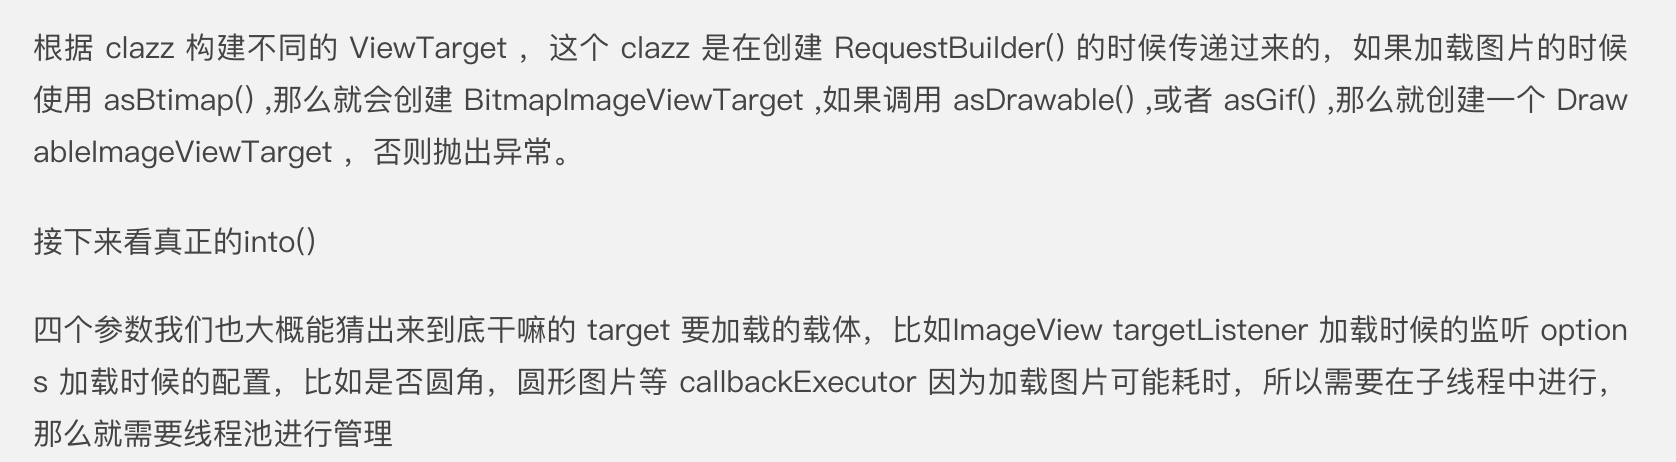 根据 clazz 构建不同的 ViewTarget ，这个 clazz 是在创建 RequestBuilder() 的时候传递过来的，如果加载图片的时候
使用 asBtimap() ,那么就会创建 BitmapImageViewTarget ,如果调用 asDrawable() ,或者 asGif() ,那么就创建一个 Draw
ableImageViewTarget ，否则抛出异常。
接下来看真正的into()
四个参数我们也大概能猜出来到底干嘛的 target 要加载的载体，比如ImageView targetListener 加载时候的监听 option
s 加载时候的配置，比如是否圆角，圆形图片等 callbackExecutor 因为加载图片可能耗时，所以需要在子线程中进行，
那么就需要线程池进行管理